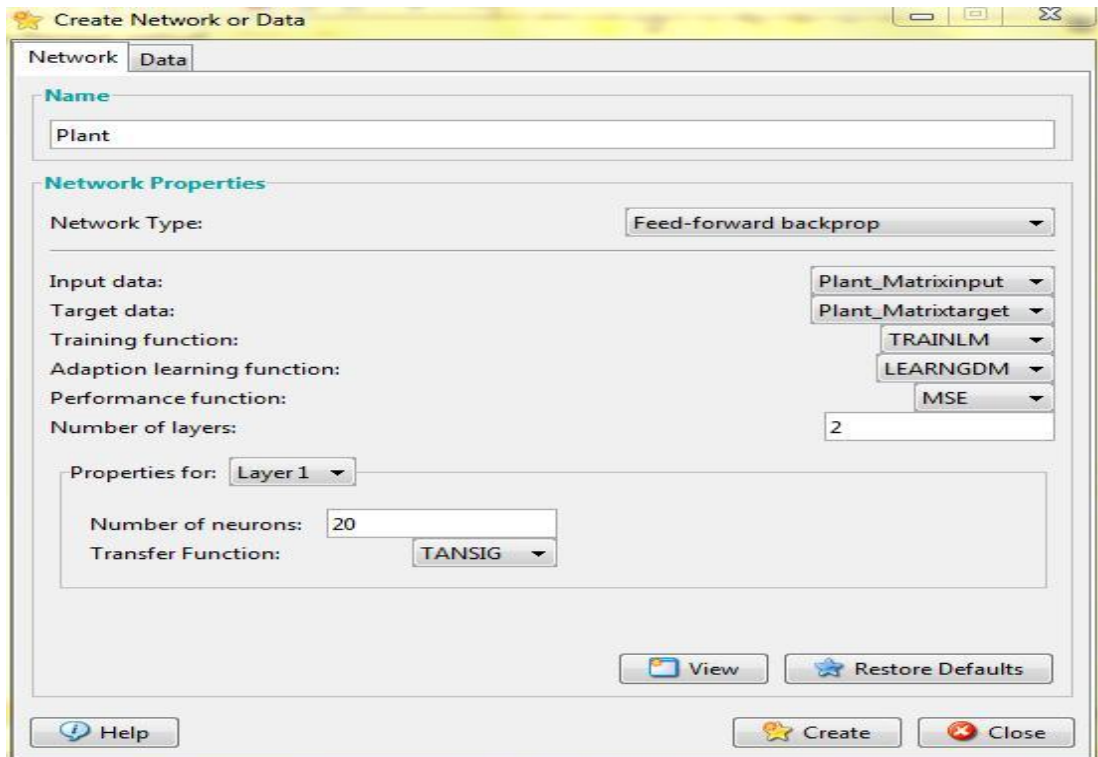 Create Network or Data
Network Data
Name
Plant
Network Properties
Network Type: Feed-forward backprop
Input data: Plant_Matrixinput
Target data: Plant_Matrixtarget
Training function: TRAINLM
Adaption learning function: LEARNGDM
Performance function: MSE
Number of layers: 2
Properties for: Layer 1
Number of neurons: 20
Transfer Function: TANSIG
View Restore Defaults
Help Create Close